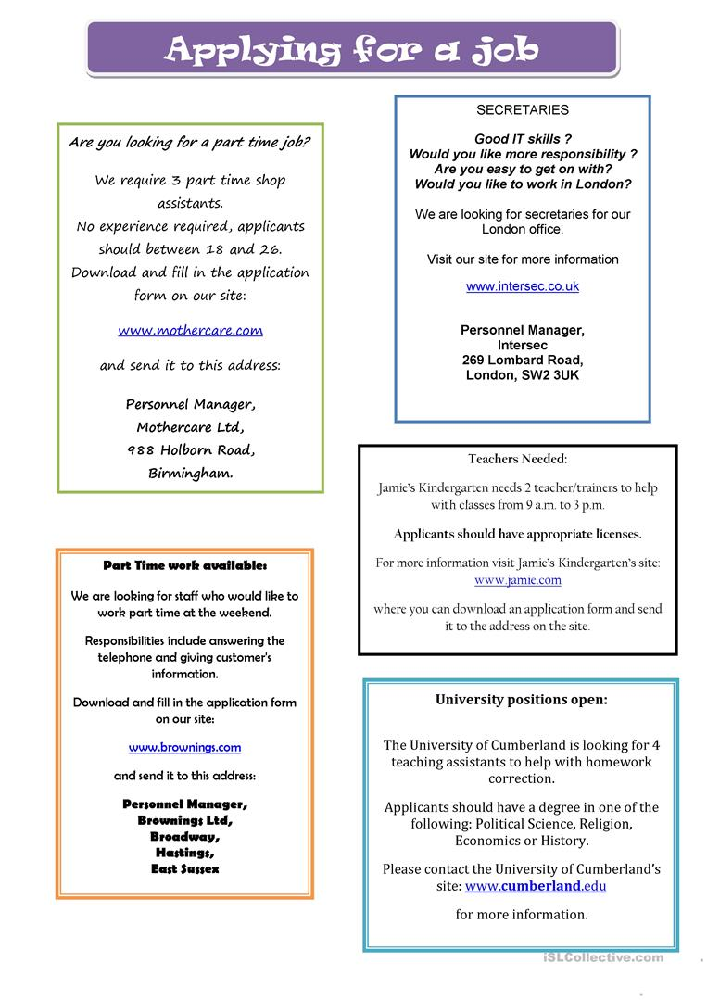 Applying for a job
Are you looking for a part time job?
We require 3 part time shop
assistants.
No experience required, applicants
should between 18 and 26.
Download and fill in the application
form on our site:
www.mothercare.com
and send it to this address:
Personnel Manager,
Mothercare Ltd,
988 Holborn Road,
Birmingham.
SECRETARIES
Good IT skills ?
Would you like more responsibility ?
Are you easy to get on with?
Would you like to work in London?
We are looking for secretaries for our
London office.
Visit our site for more information
www.intersec.co.uk
Personnel Manager,
Intersec
269 Lombard Road,
London, SW2 3UK
Teachers Needed:
Jamie's Kindergarten needs 2 teacher/trainers to help
with classes from 9 a.m. to 3 p.m.
Applicants should have appropriate licenses.
For more information visit Jamie's Kindergarten's site:
www.jamie.com
where you can download an application form and send
it to the address on the site.
Part Time work available:
We are looking for staff who would like to
work part time at the weekend.
Responsibilities include answering the
telephone and giving customer's
information.
Download and fill in the application form
on our site:
www.brownings.com
and send it to this address:
Personnel Manager,
Brownings Ltd,
Broadway,
Hastings,
East Sussex
University positions open:
The University of Cumberland is looking for 4
teaching assistants to help with homework
correction.
Applicants should have a degree in one of the
following: Political Science, Religion,
Economics or History.
Please contact the University of Cumberland's
site: www.cumberland.edu
for more information.
iSLCollective.com